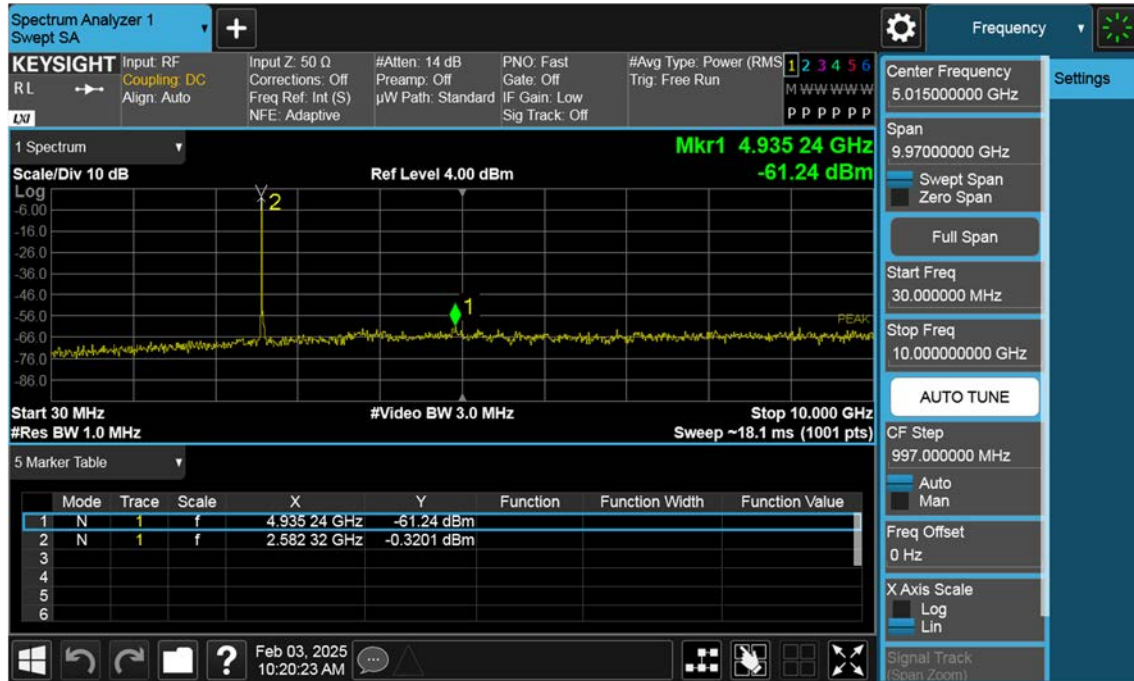 Spectrum Analyzer 1
Swept SA
Frequency
KEYSIGHT
R L
LXI
Input: RF
Coupling: DC
Align: Auto
Input Z: 50 Ω
Corrections: Off
Freq Ref: Int (S)
NFE: Adaptive
#Atten: 14 dB
Preamp: Off
µW Path: Standard
PNO: Fast
Gate: Off
IF Gain: Low
Sig Track: Off
#Avg Type: Power (RMS
Trig: Free Run
1 2 3 4 5 6
M W W W W W
P P P P P P
1 Spectrum
Scale/Div 10 dB
Ref Level 4.00 dBm
Mkr1 4.935 24 GHz
-61.24 dBm
Log
-6.00
-16.0
-26.0
-36.0
-46.0
-56.0
-66.0
-76.0
-86.0
2
1
PEAK
Start 30 MHz
#Video BW 3.0 MHz
Stop 10.000 GHz
#Res BW 1.0 MHz
Sweep ~18.1 ms (1001 pts)
5 Marker Table
Mode Trace Scale X Y Function Function Width Function Value
1 N 1 f 4.935 24 GHz -61.24 dBm
2 N 1 f 2.582 32 GHz -0.3201 dBm
3
4
5
6
?
Feb 03, 2025
10:20:23 AM
Center Frequency
5.015000000 GHz
Settings
Span
9.97000000 GHz
Swept Span
Zero Span
Full Span
Start Freq
30.000000 MHz
Stop Freq
10.000000000 GHz
AUTO TUNE
CF Step
997.000000 MHz
Auto
Man
Freq Offset
0 Hz
X Axis Scale
Log
Lin
Signal Track
(Span Zoom)